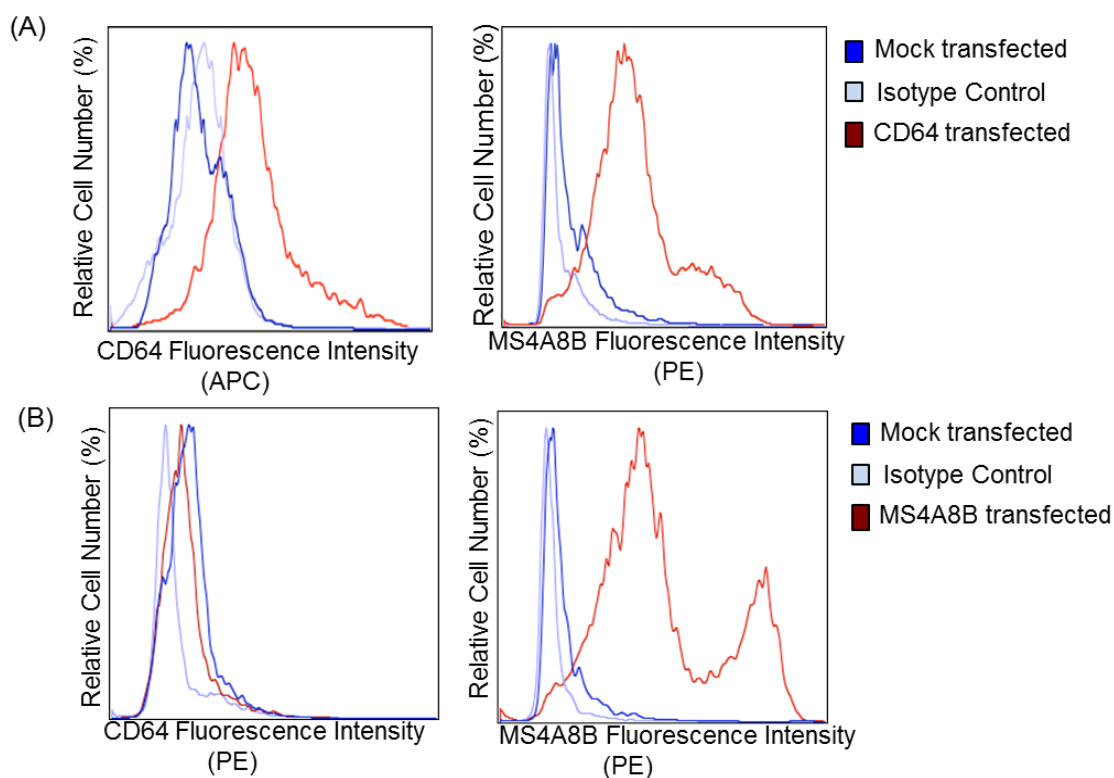 (A)
Relative Cell Number (%)
CD64 Fluorescence Intensity
(APC)
Relative Cell Number (%)
MS4A8B Fluorescence Intensity
(PE)
Mock transfected
Isotype Control
CD64 transfected
(B)
Relative Cell Number (%)
CD64 Fluorescence Intensity
(PE)
Relative Cell Number (%)
MS4A8B Fluorescence Intensity
(PE)
Mock transfected
Isotype Control
MS4A8B transfected